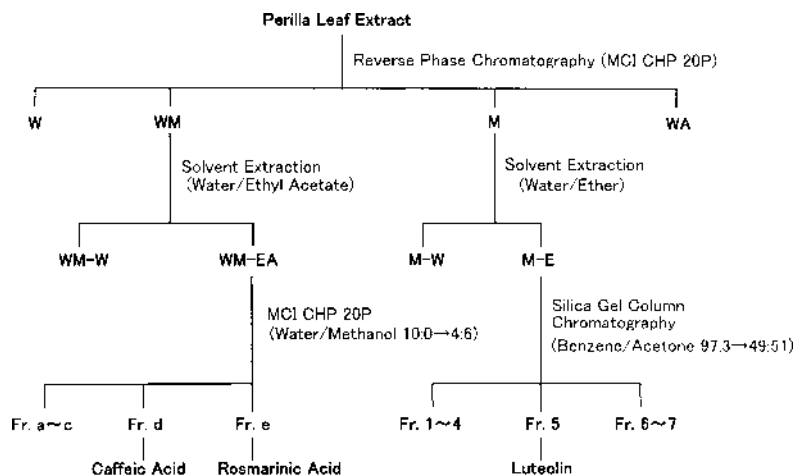 Perilla Leaf Extract
Reverse Phase Chromatography (MCI CHP 20P)
W WM M WA
Solvent Extraction
(Water/Ethyl Acetate)
Solvent Extraction
(Water/Ether)
WM-W WM-EA M-W M-E
MCI CHP 20P
(Water/Methanol 10:0→4:6)
Silica Gel Column
Chromatography
(Benzene/Acetone 97:3→49:51)
Fr. a~c Fr. d Fr. e Fr. 1~4 Fr. 5 Fr. 6~7
Caffeic Acid Rosmarinic Acid Luteolin